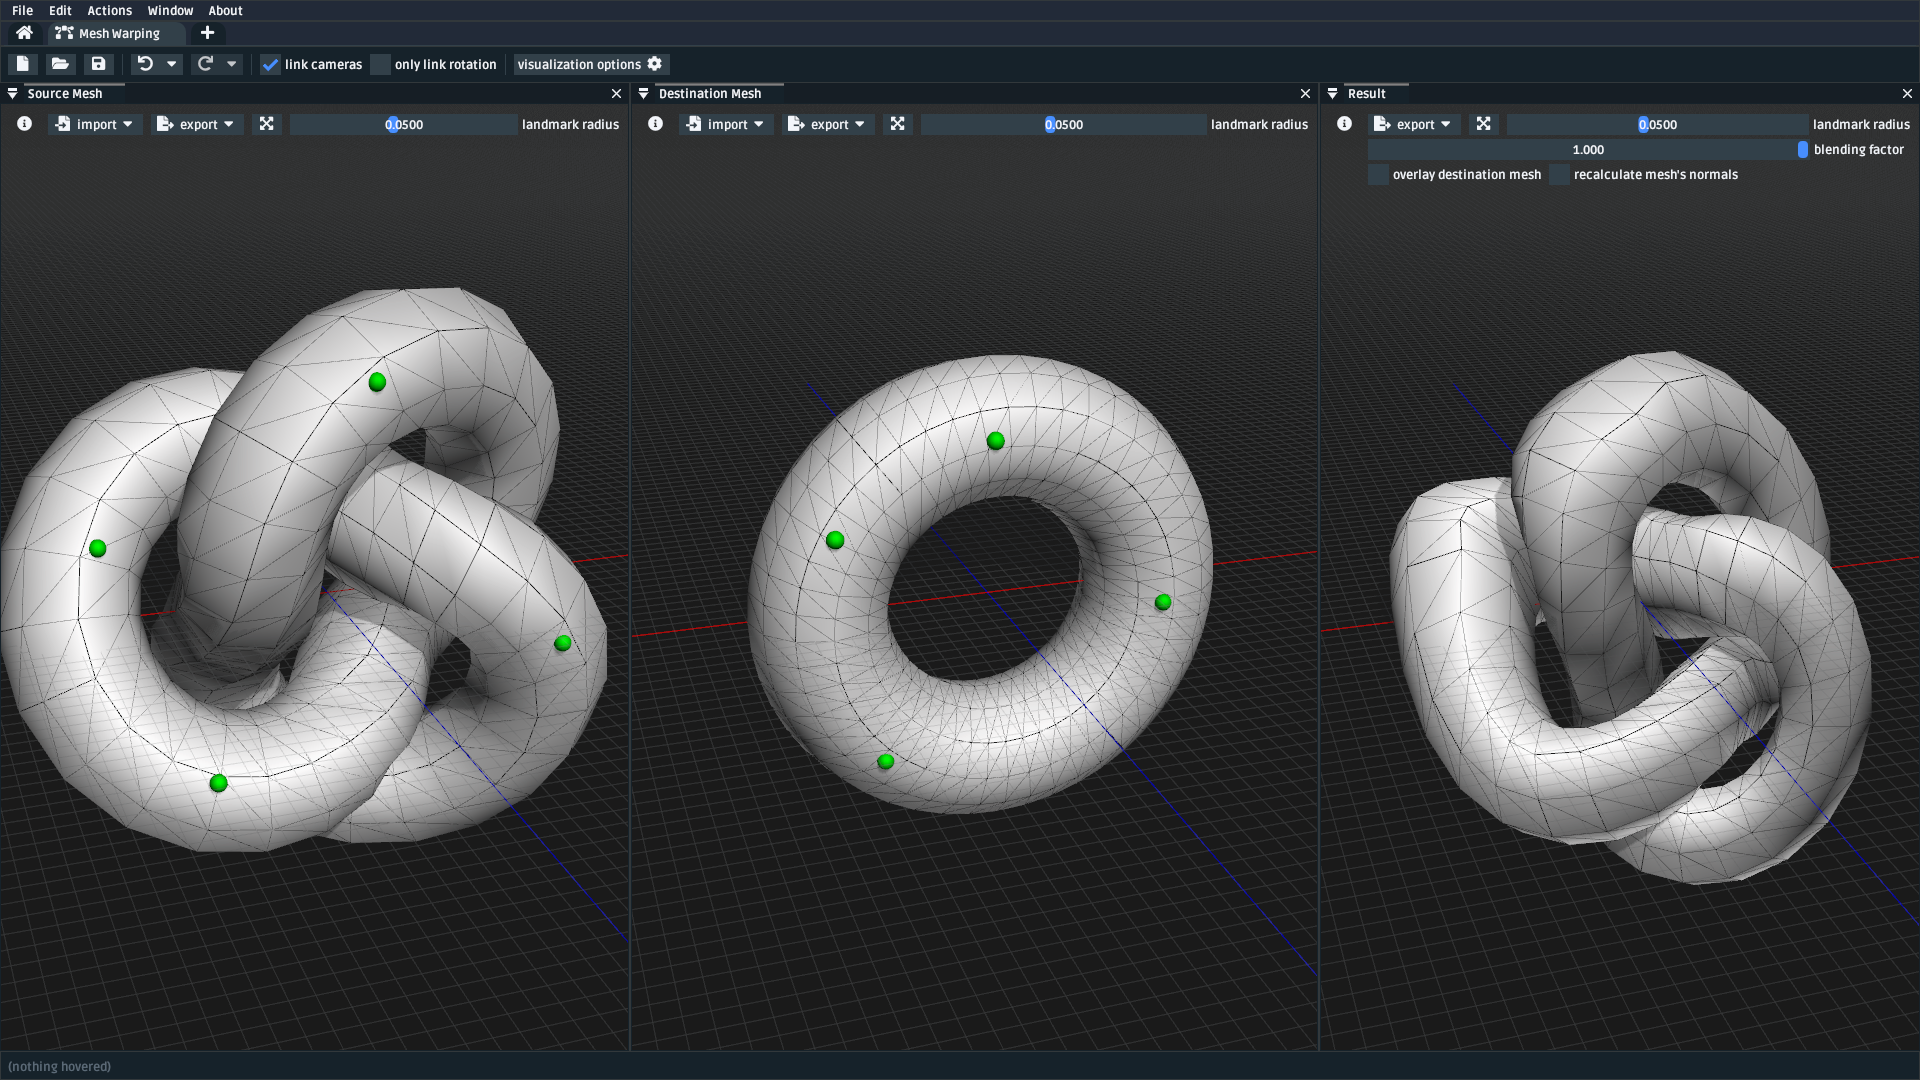 File Edit Actions Window About
Mesh Warping
link cameras only link rotation visualization options
Source Mesh
import export 0.0500 landmark radius
Destination Mesh
import export 0.0500 landmark radius
Result
export 0.0500 landmark radius
1.000 blending factor
overlay destination mesh recalculate mesh's normals
(nothing hovered)